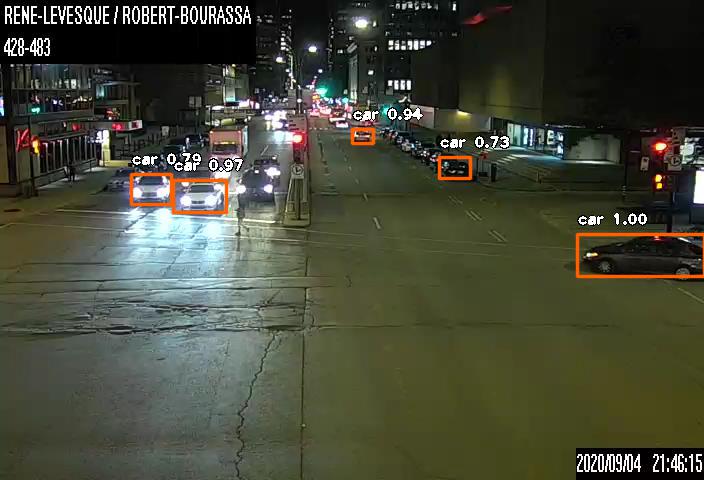 RENE-LEVESQUE / ROBERT-BOURASSA
428-483
car 0.94
car 0.73
car 0.79
car 0.97
car 1.00
2020/09/04 21:46:15